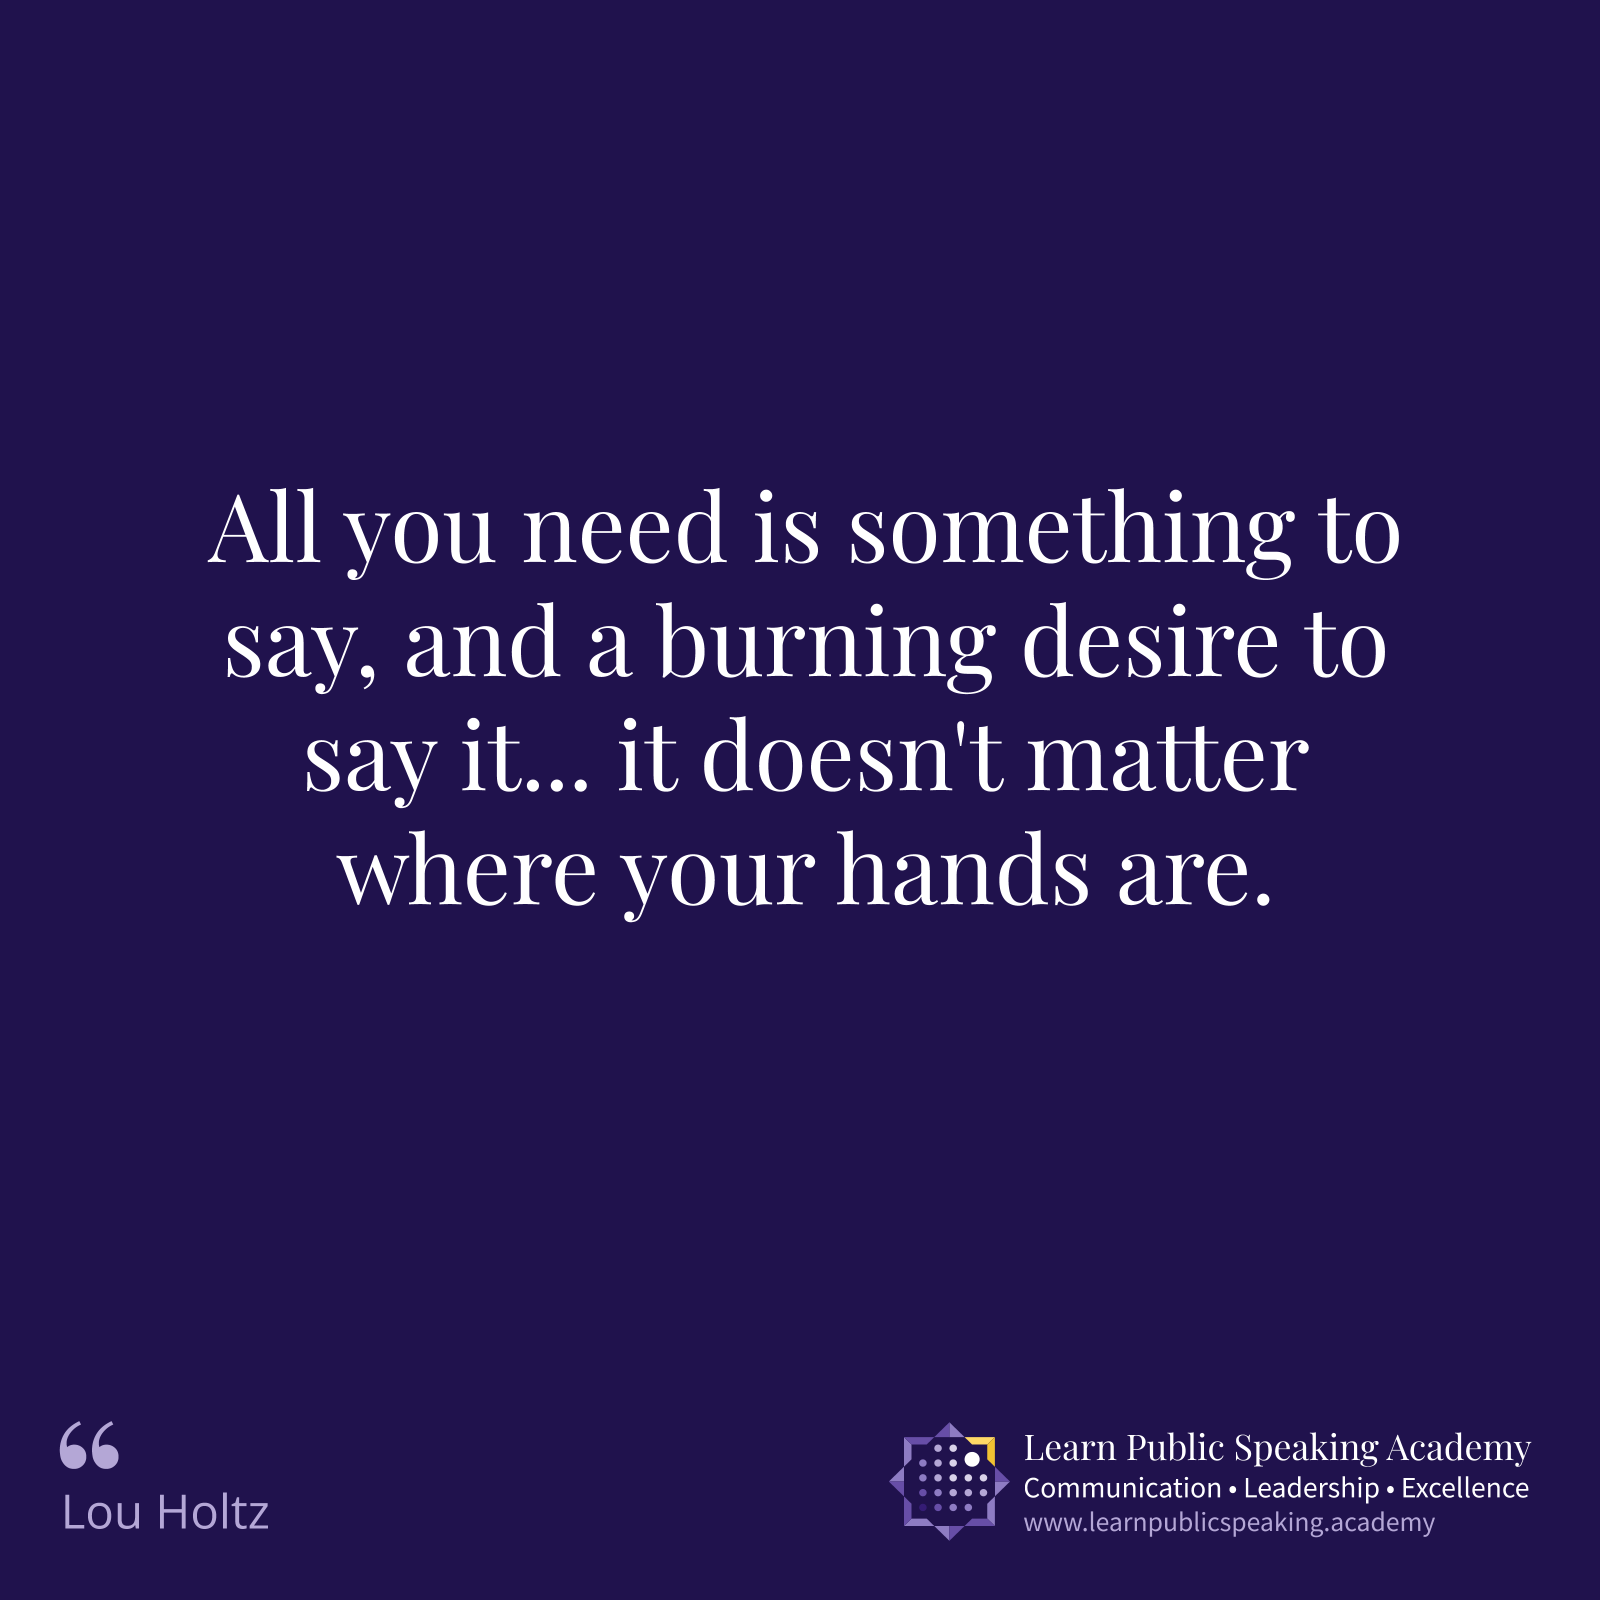 All you need is something to
say, and a burning desire to
say it... it doesn't matter
where your hands are.
Lou Holtz
Learn Public Speaking Academy
Communication • Leadership • Excellence
www.learnpublicspeaking.academy